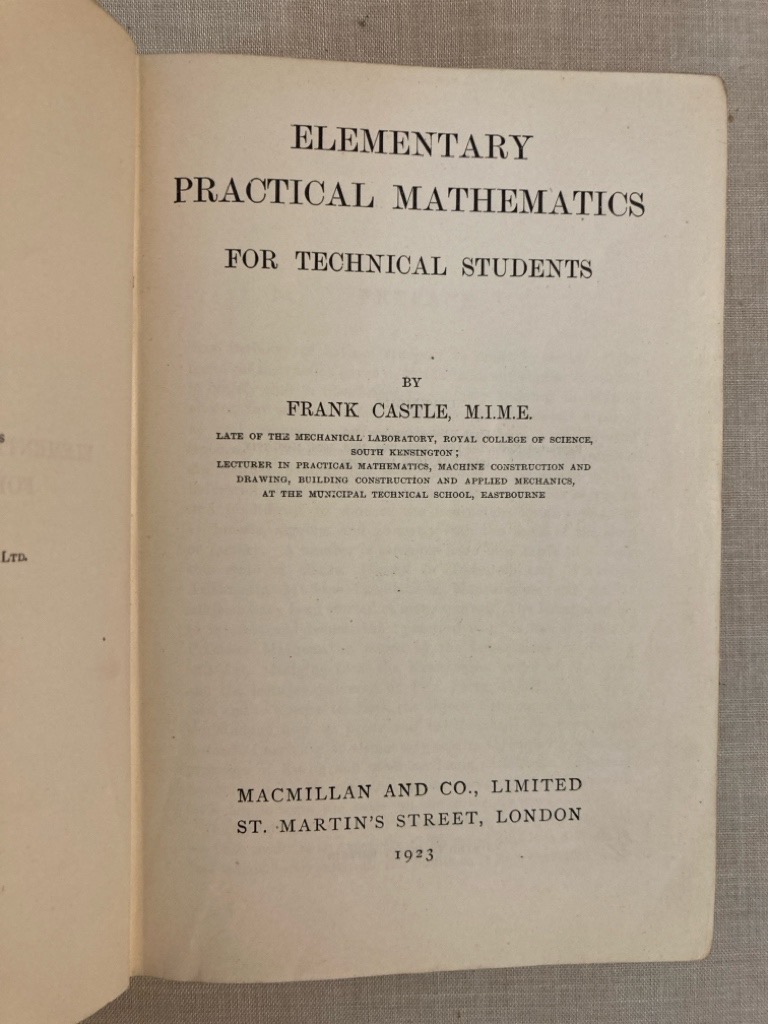 ELEMENTARY
PRACTICAL MATHEMATICS
FOR TECHNICAL STUDENTS
BY
FRANK CASTLE, M.I.M.E.
LATE OF THE MECHANICAL LABORATORY, ROYAL COLLEGE OF SCIENCE,
SOUTH KENSINGTON;
LECTURER IN PRACTICAL MATHEMATICS, MACHINE CONSTRUCTION AND
DRAWING, BUILDING CONSTRUCTION AND APPLIED MECHANICS,
AT THE MUNICIPAL TECHNICAL SCHOOL, EASTBOURNE
LTD.
MACMILLAN AND CO., LIMITED
ST. MARTIN'S STREET, LONDON
1923